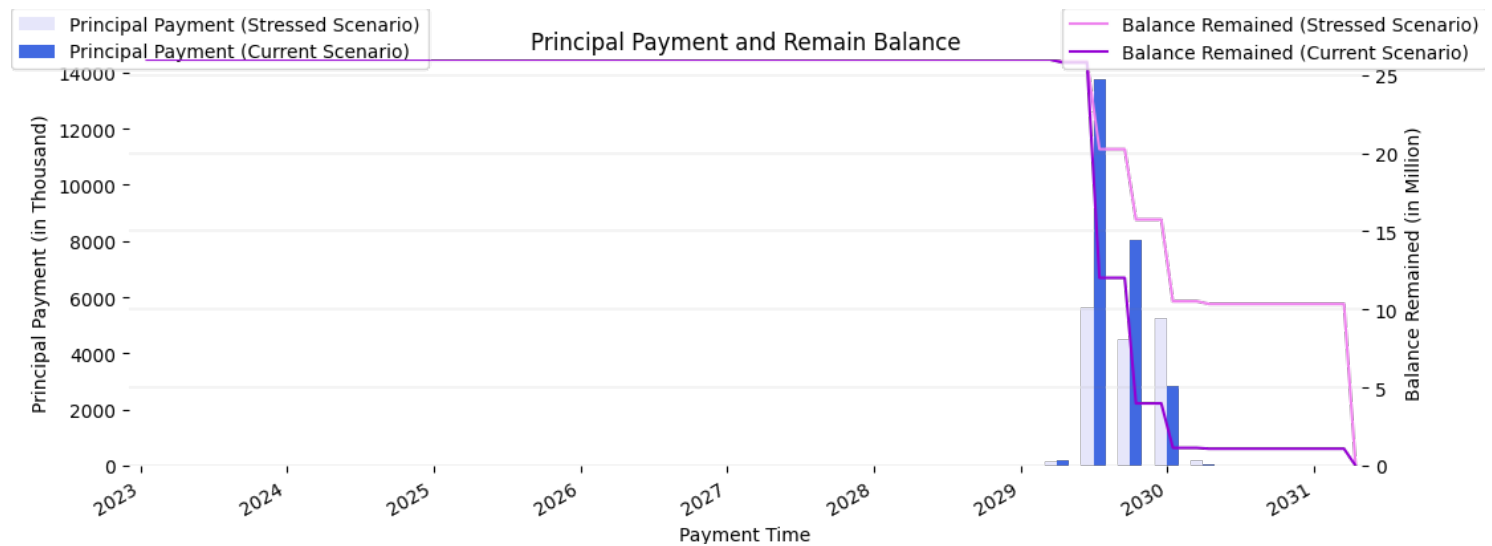 Principal Payment (Stressed Scenario)
Principal Payment (Current Scenario)
Principal Payment and Remain Balance
Balance Remained (Stressed Scenario)
Balance Remained (Current Scenario)
Principal Payment (in Thousand)
14000
12000
10000
8000
6000
4000
2000
0
25
20
15
10
5
0
Balance Remained (in Million)
2023
2024
2025
2026
2027
2028
2029
2030
2031
Payment Time